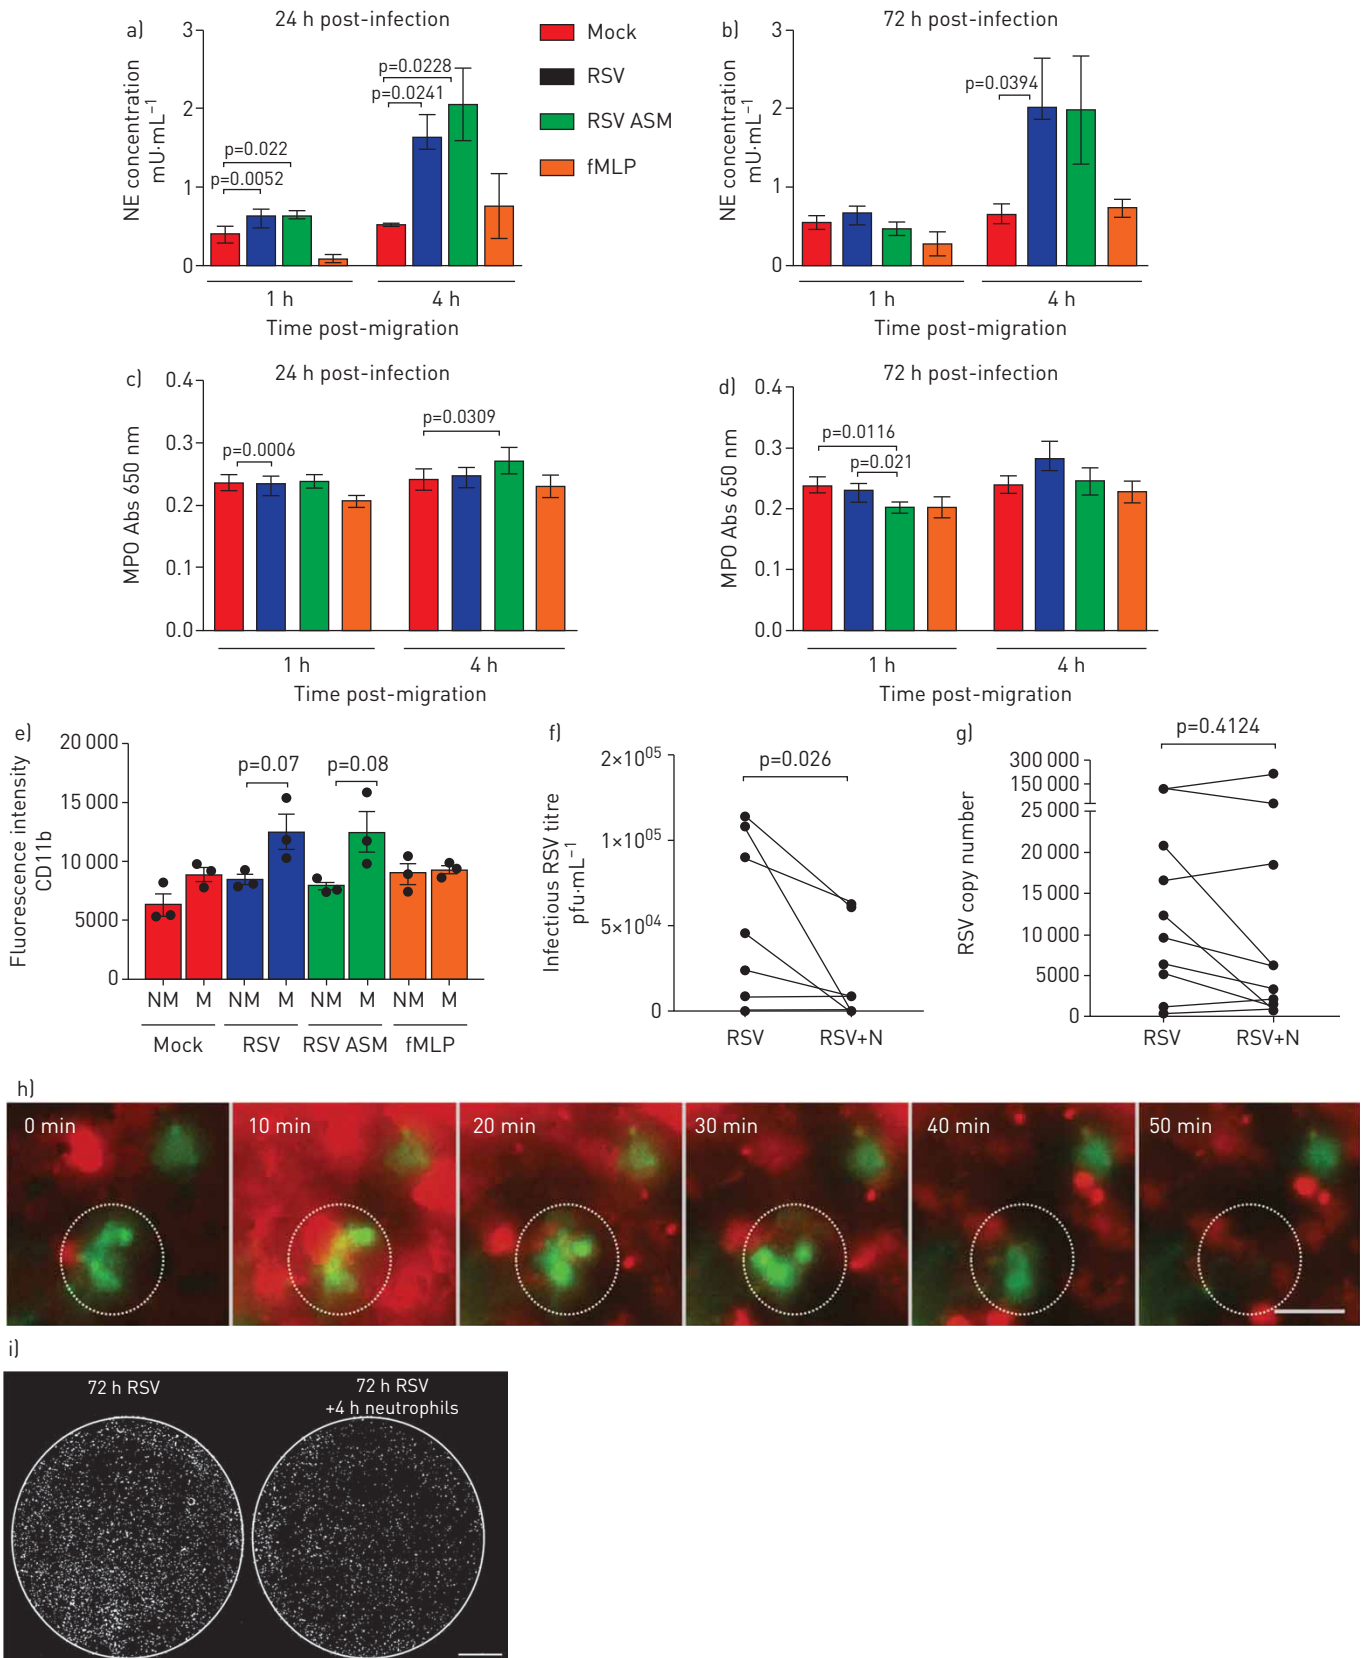 a)
24 h post-infection
NE concentration
mU·mL⁻¹
3
2
1
0
p=0.022
p=0.0052
p=0.0228
p=0.0241
1 h
4 h
Time post-migration
Mock
RSV
RSV ASM
fMLP
b)
72 h post-infection
NE concentration
mU·mL⁻¹
3
2
1
0
p=0.0394
1 h
4 h
Time post-migration
c)
24 h post-infection
MPO Abs 650 nm
0.4
0.3
0.2
0.1
0.0
p=0.0006
p=0.0309
1 h
4 h
Time post-migration
d)
72 h post-infection
MPO Abs 650 nm
0.4
0.3
0.2
0.1
0.0
p=0.0116
p=0.021
1 h
4 h
Time post-migration
e)
Fluorescence intensity
CD11b
20 000
15 000
10 000
5000
0
p=0.07
p=0.08
NM M NM M NM M NM M
Mock RSV RSV ASM fMLP
f)
Infectious RSV titre
pfu·mL⁻¹
2×10⁰⁵
1×10⁰⁵
5×10⁰⁴
0
p=0.026
RSV RSV+N
g)
RSV copy number
300 000
150 000
25 000
20 000
15 000
10 000
5000
0
p=0.4124
RSV RSV+N
h)
0 min
10 min
20 min
30 min
40 min
50 min
i)
72 h RSV
72 h RSV
+4 h neutrophils